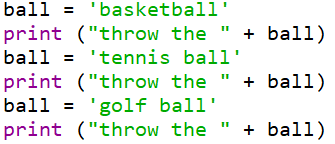 ball = 'basketball'
print ("throw the " + ball)
ball = 'tennis ball'
print ("throw the " + ball)
ball = 'golf ball'
print ("throw the " + ball)